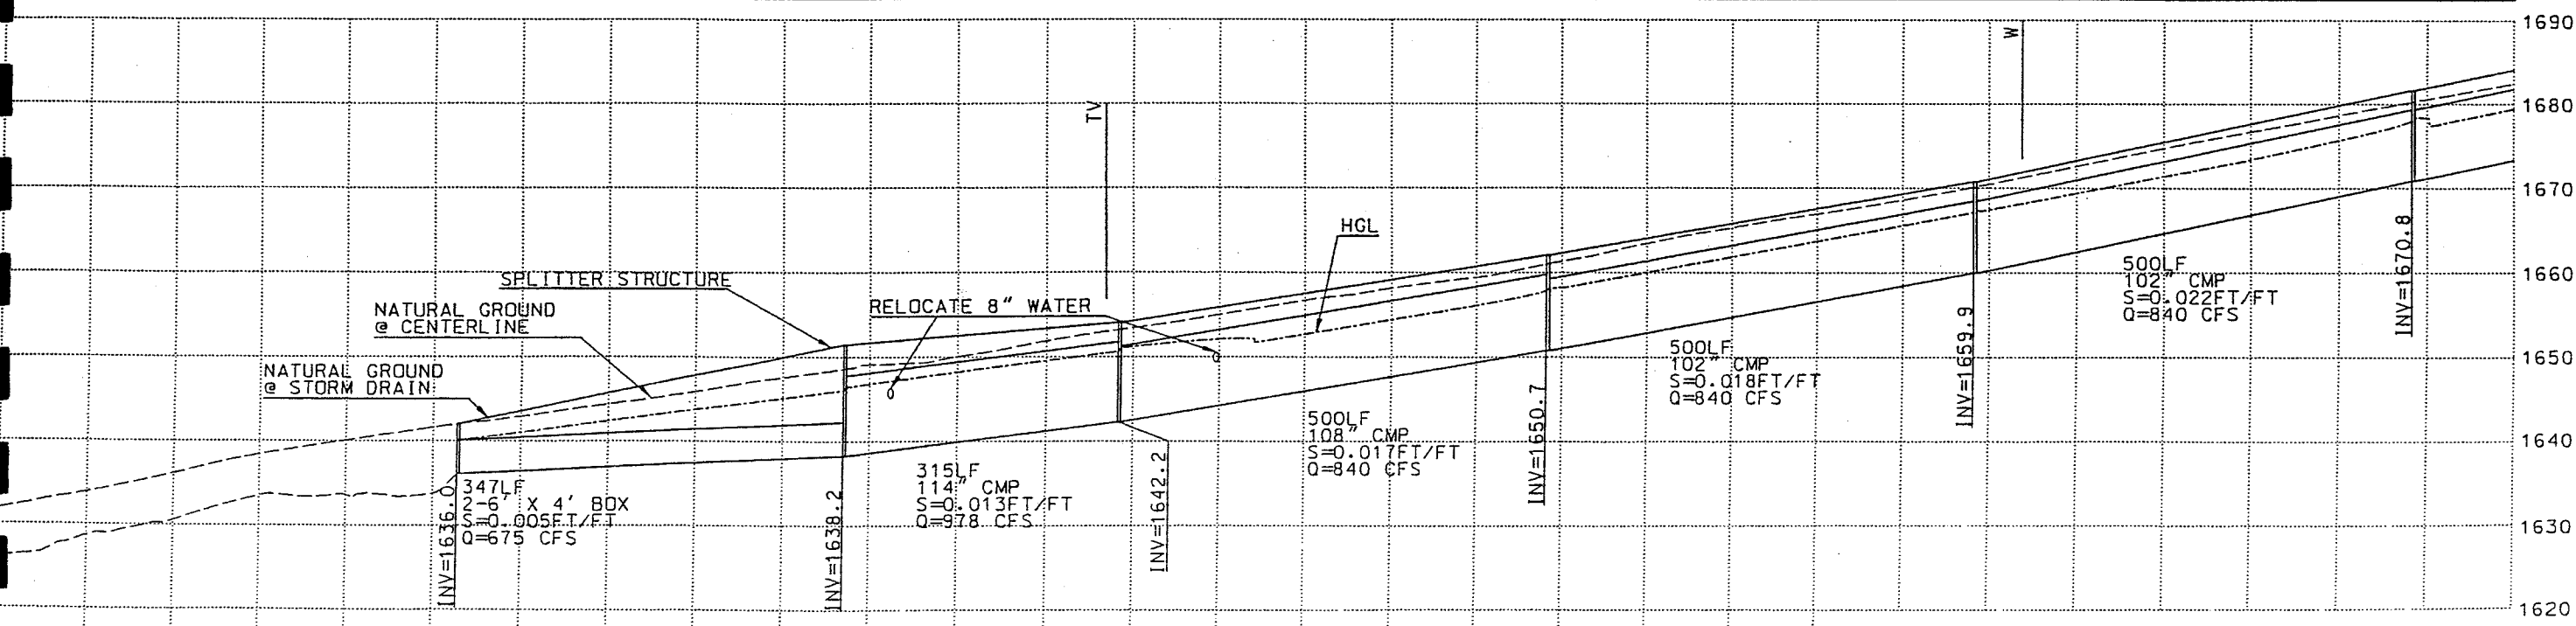 1690
W
TV
1680
1670
HGL
1660
SPLITTER STRUCTURE
NATURAL GROUND
@ CENTERLINE
RELOCATE 8" WATER
1650
NATURAL GROUND
@ STORM DRAIN
1640
347LF
2-6' X 4' BOX
S=0.005FT/FT
Q=675 CFS
315LF
114" CMP
S=0.013FT/FT
Q=978 CFS
500LF
108" CMP
S=0.017FT/FT
Q=840 CFS
500LF
102" CMP
S=0.018FT/FT
Q=840 CFS
500LF
102" CMP
S=0.022FT/FT
Q=840 CFS
INV=1636.0
INV=1638.2
INV=1642.2
INV=1650.7
INV=1659.9
INV=1670.8
1630
1620